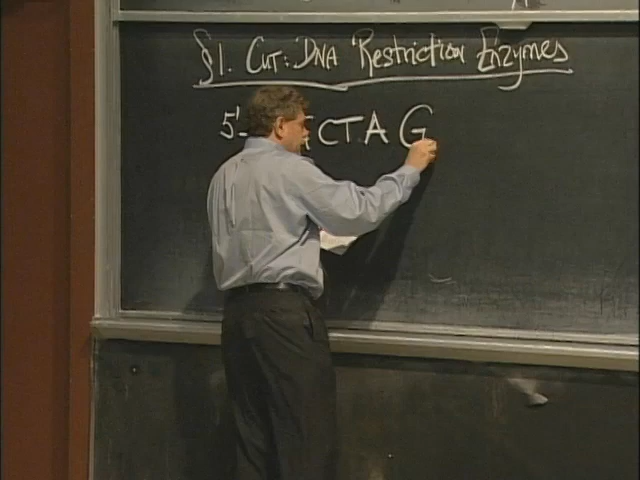 §1. Cut: DNA "Restriction Enzymes
5'- CTAG